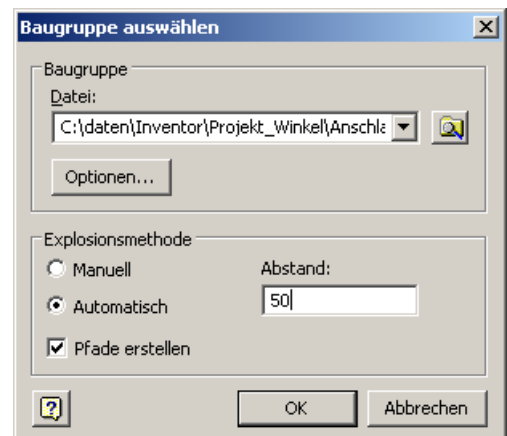 Baugruppe auswählen
Baugruppe
Datei:
C:\daten\Inventor\Projekt_Winkel\Anschla
Optionen...
Explosionsmethode
Manuell
Abstand:
Automatisch
50
Pfade erstellen
OK
Abbrechen